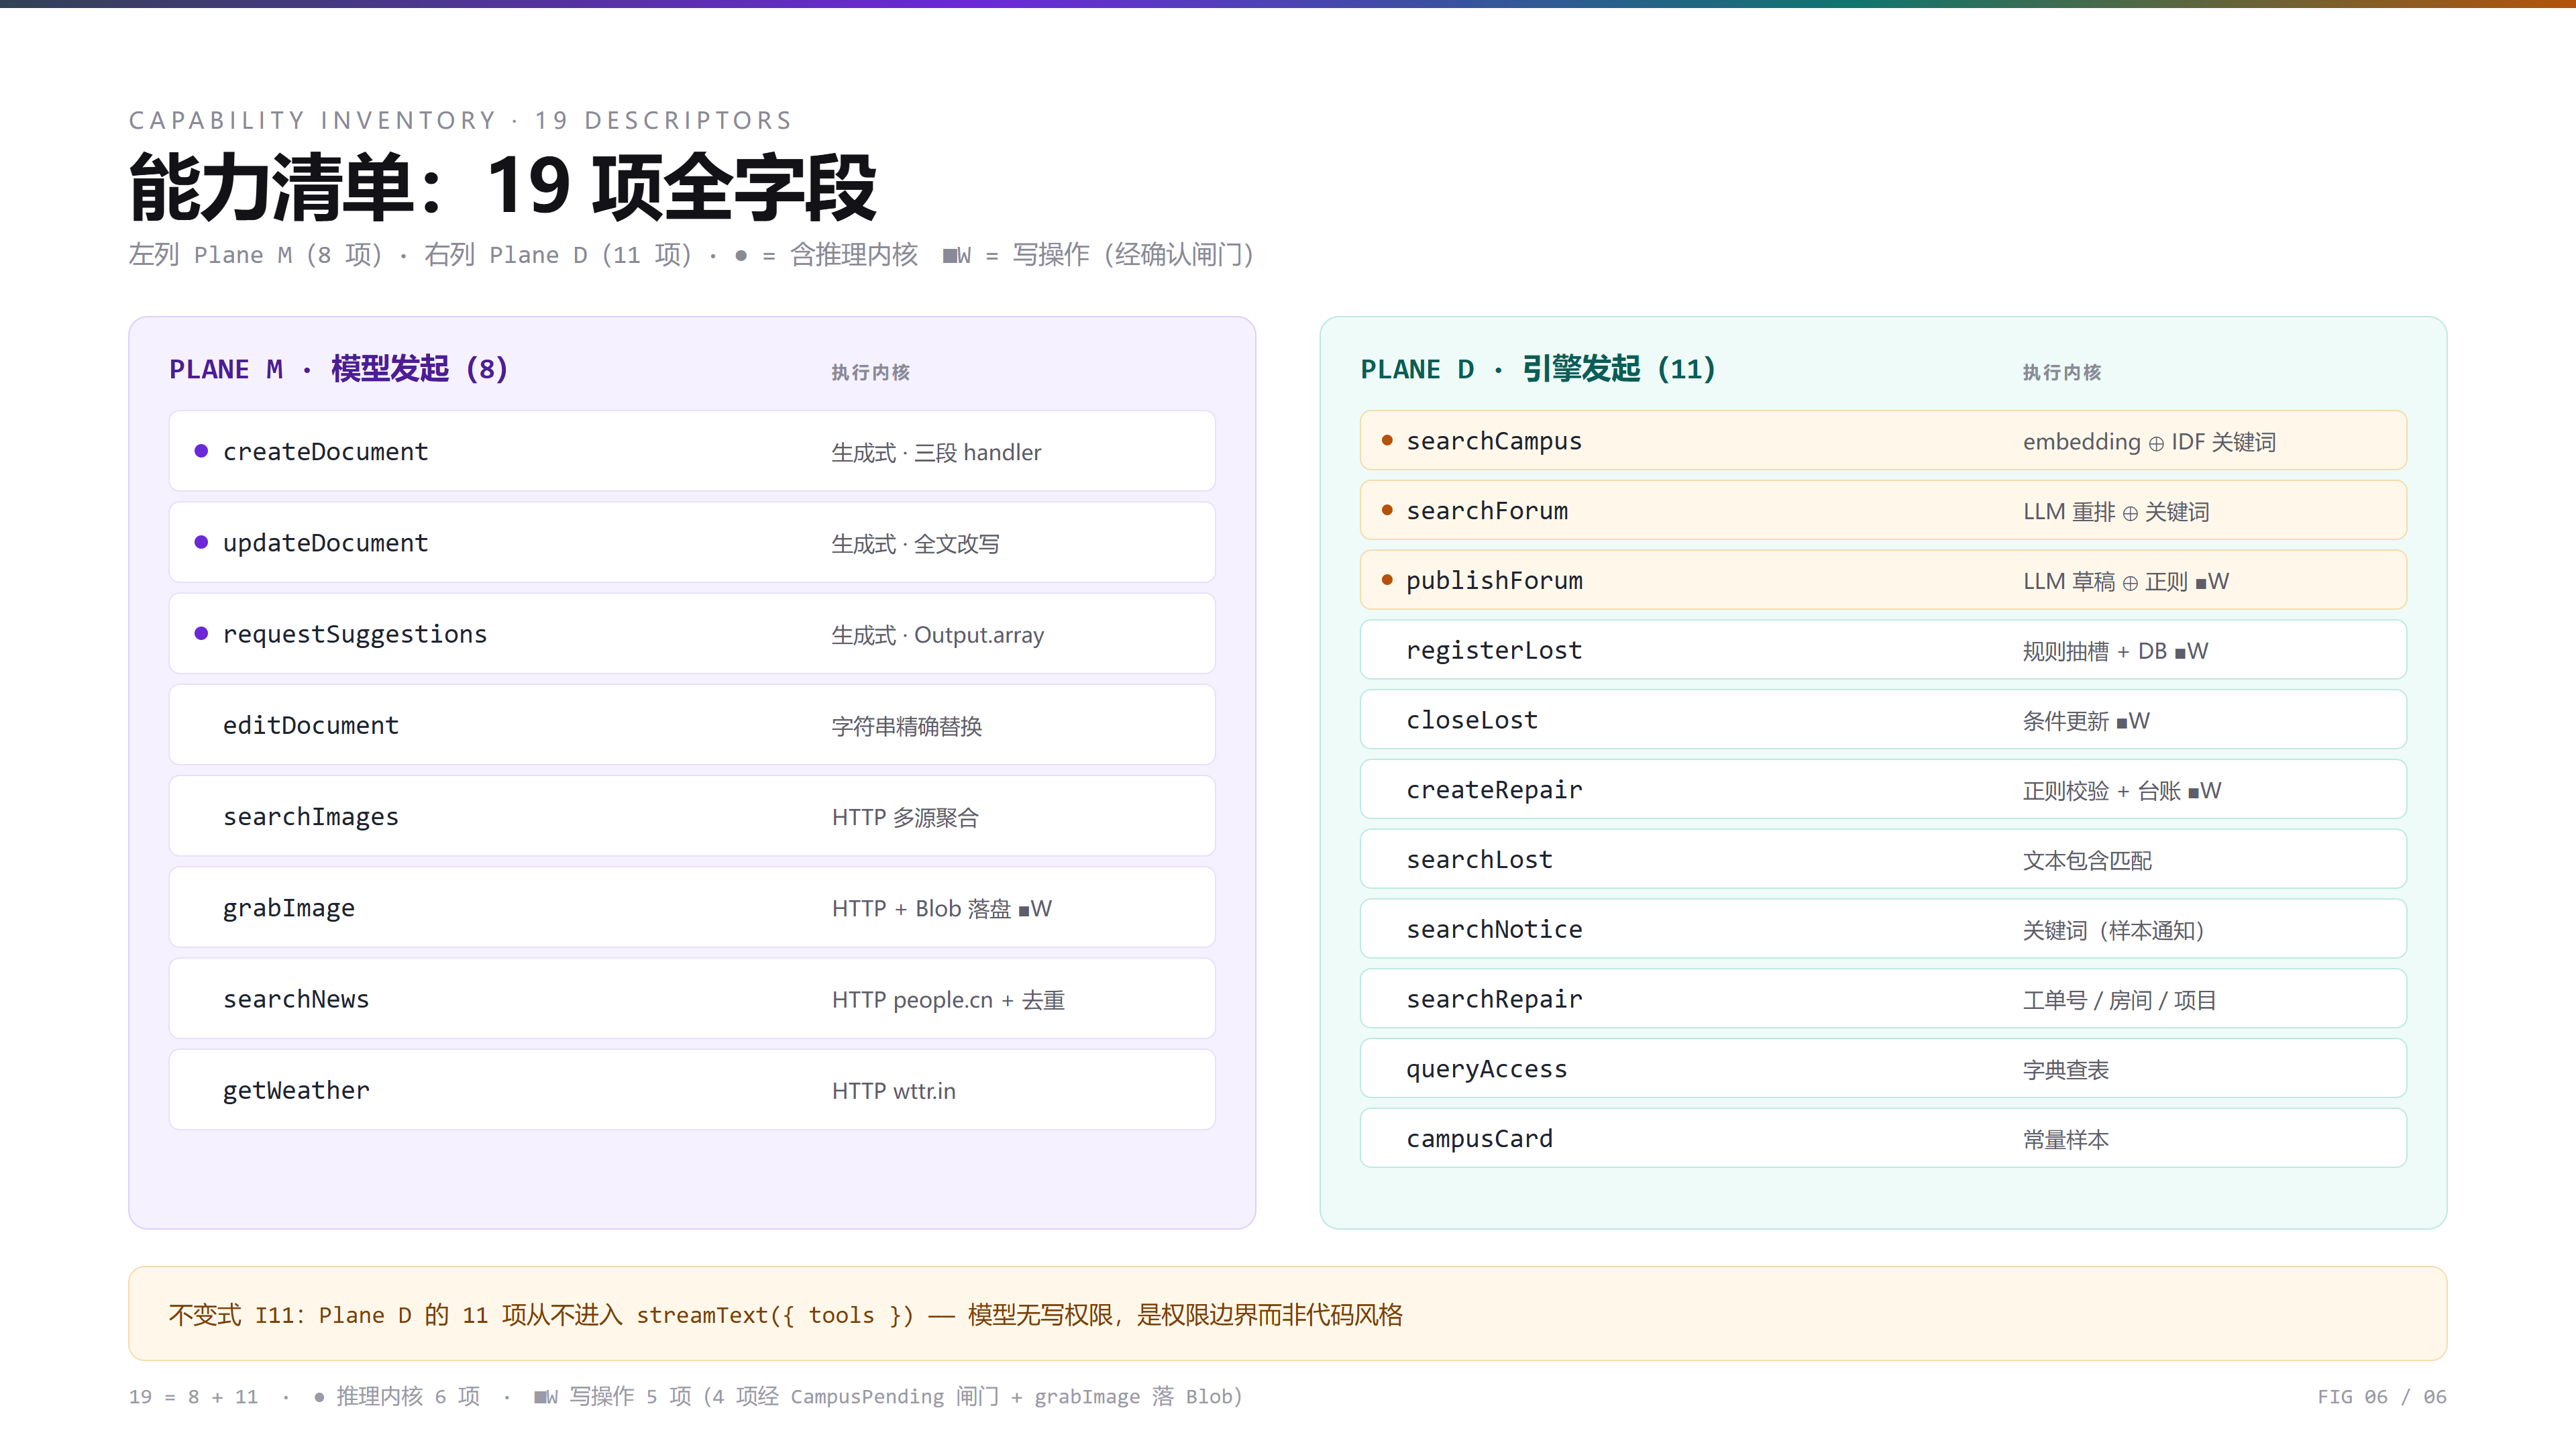 CAPABILITY INVENTORY · 19 DESCRIPTORS
能力清单：19 项全字段
左列 Plane M (8 项) · 右列 Plane D (11 项) · ● = 含推理内核 ■W = 写操作 (经确认闸门)
PLANE M · 模型发起 (8) 执行内核
● createDocument 生成式 · 三段 handler
● updateDocument 生成式 · 全文改写
● requestSuggestions 生成式 · Output.array
editDocument 字符串精确替换
searchImages HTTP 多源聚合
grabImage HTTP + Blob 落盘 ■W
searchNews HTTP people.cn + 去重
getWeather HTTP wttr.in
PLANE D · 引擎发起 (11) 执行内核
● searchCampus embedding ⊕ IDF 关键词
● searchForum LLM 重排 ⊕ 关键词
● publishForum LLM 草稿 ⊕ 正则 ■W
registerLost 规则抽槽 + DB ■W
closeLost 条件更新 ■W
createRepair 正则校验 + 台账 ■W
searchLost 文本包含匹配
searchNotice 关键词（样本通知）
searchRepair 工单号 / 房间 / 项目
queryAccess 字典查表
campusCard 常量样本
不变式 I11：Plane D 的 11 项从不进入 streamText({ tools }) —— 模型无写权限，是权限边界而非代码风格
19 = 8 + 11 · ● 推理内核 6 项 · ■W 写操作 5 项 (4 项经 CampusPending 闸门 + grabImage 落 Blob)
FIG 06 / 06